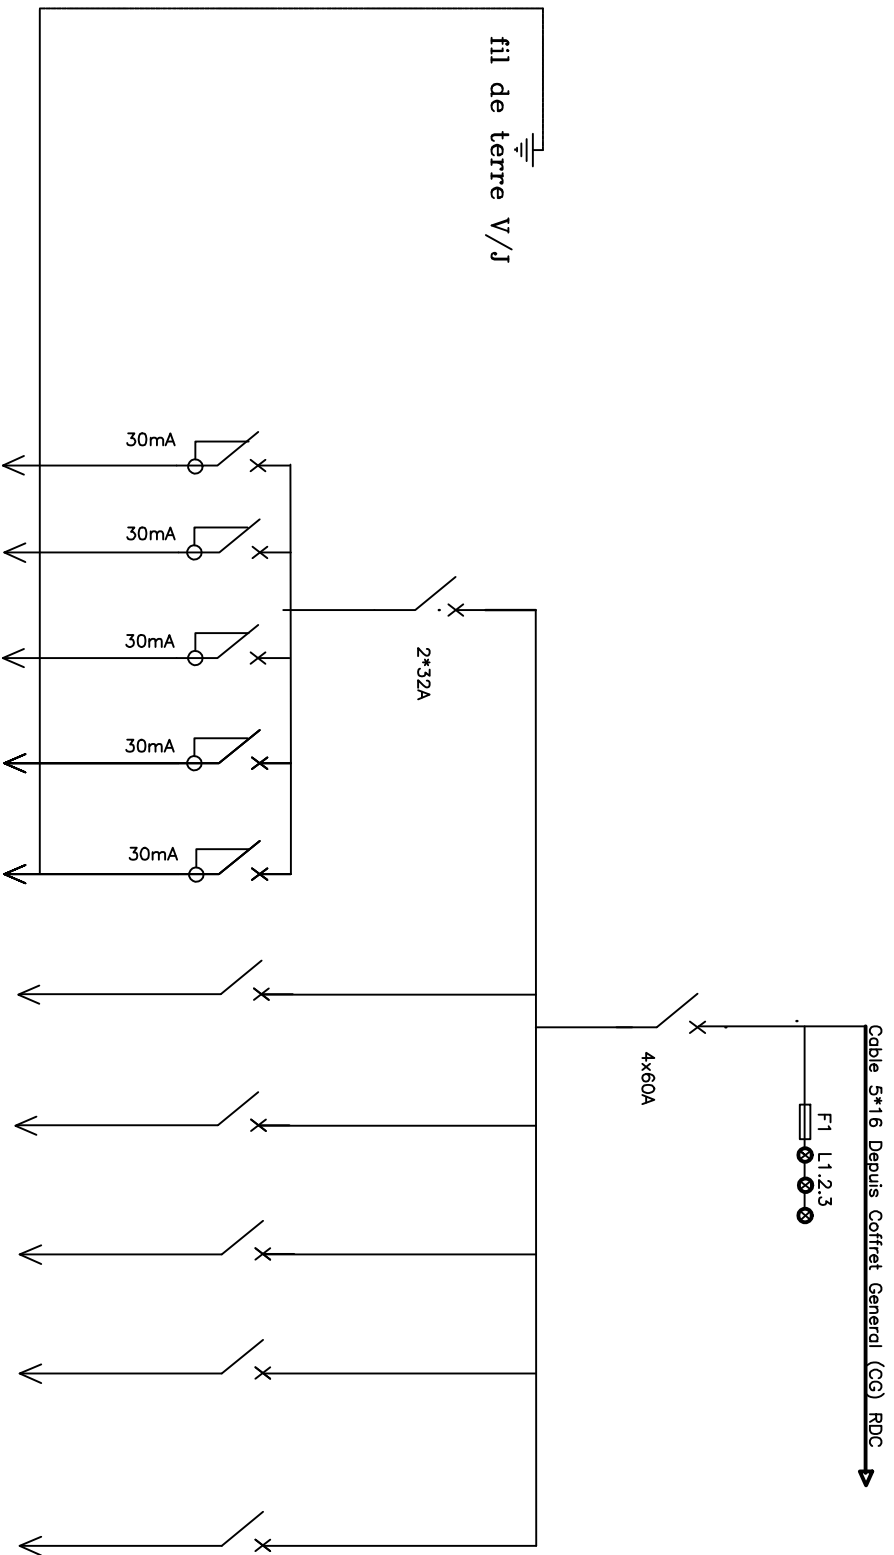 fil de terre V/J
30mA
30mA
30mA
30mA
30mA
2*32A
4x60A
F1 L1.2.3
Cable 5*16 Depuis Coffret General (CG) RDC